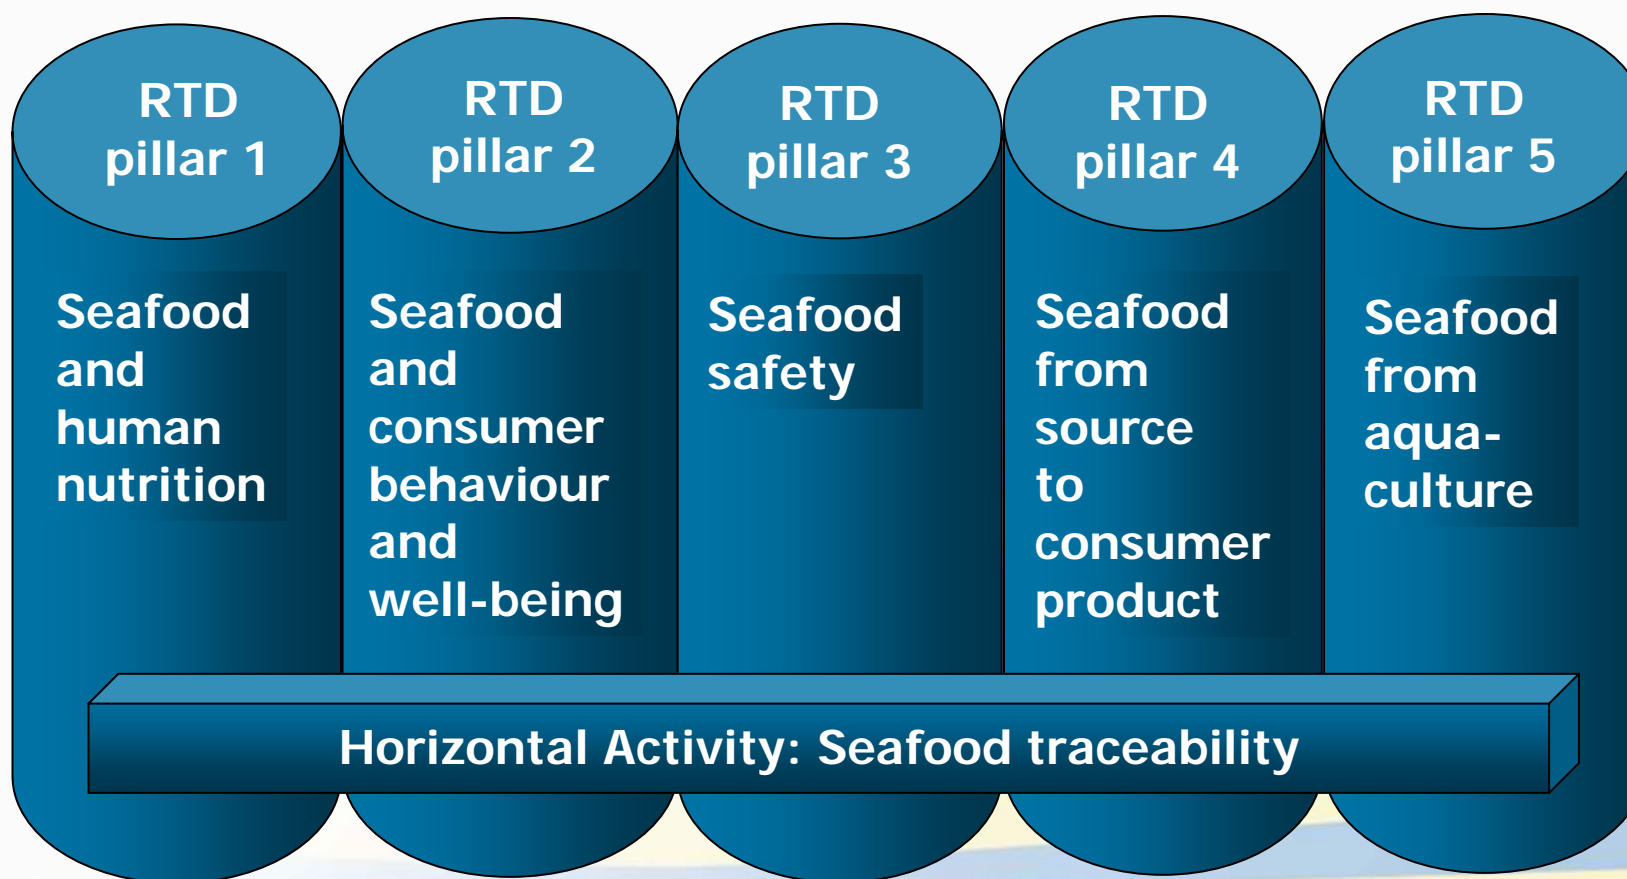 RTD
pillar 1
Seafood
and
human
nutrition
RTD
pillar 2
Seafood
and
consumer
behaviour
and
well-being
RTD
pillar 3
Seafood
safety
RTD
pillar 4
Seafood
from
source
to
consumer
product
RTD
pillar 5
Seafood
from
aqua-
culture
Horizontal Activity: Seafood traceability